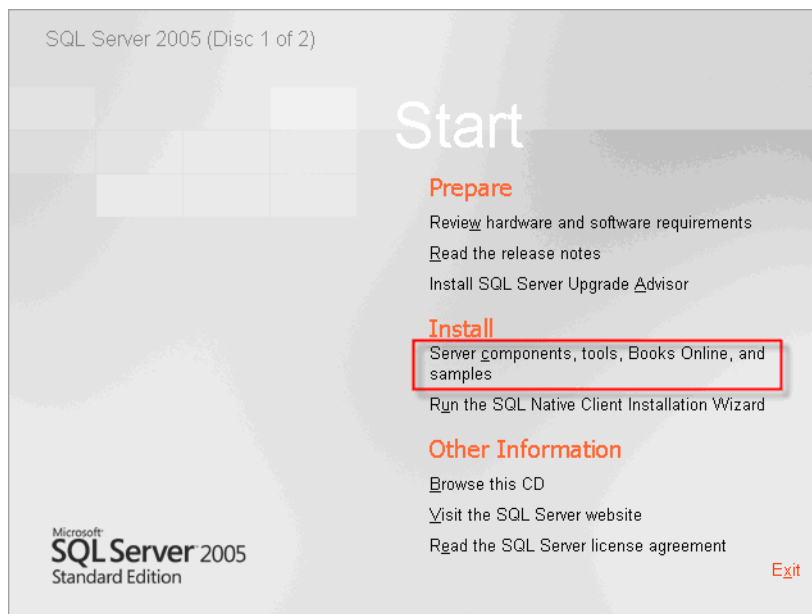 SQL Server 2005 (Disc 1 of 2)
Start
Prepare
Review hardware and software requirements
Read the release notes
Install SQL Server Upgrade Advisor
Install
Server components, tools, Books Online, and
samples
Run the SQL Native Client Installation Wizard
Other Information
Browse this CD
Visit the SQL Server website
Read the SQL Server license agreement
Exit
Microsoft
SQL Server 2005
Standard Edition